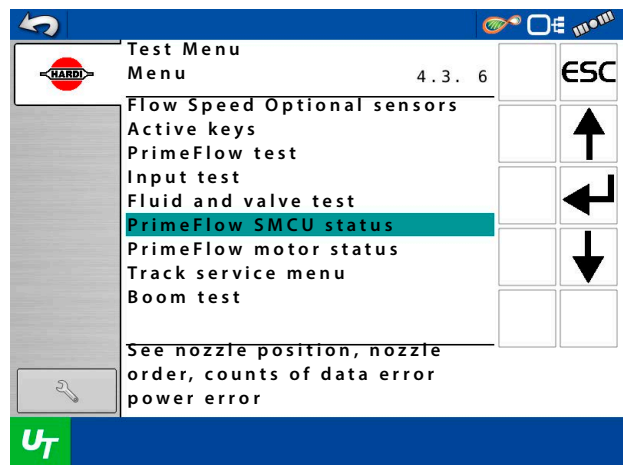 Test Menu
Menu 4.3. 6
ESC
HARDI
Flow Speed Optional sensors
Active keys
PrimeFlow test
Input test
Fluid and valve test
PrimeFlow SMCU status
PrimeFlow motor status
Track service menu
Boom test
See nozzle position, nozzle
order, counts of data error
power error
UT